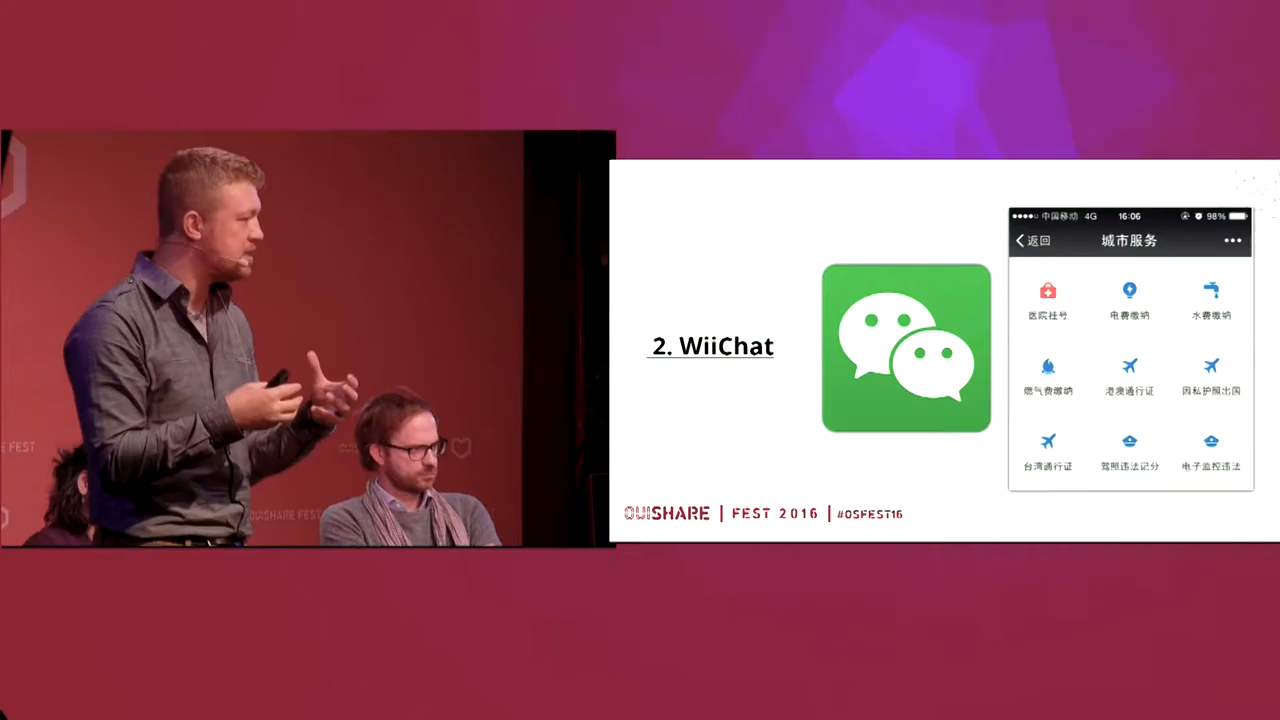 E FEST
OUISHARE FEST
2. WiiChat
中国移动 4G 16:06 98%
返回 城市服务
医院挂号 电费缴纳 水费缴纳
燃气费缴纳 港澳通行证 因私护照出国
台湾通行证 驾照违法记分 电子监控违法
OUISHARE | FEST 2016 | #OSFEST16